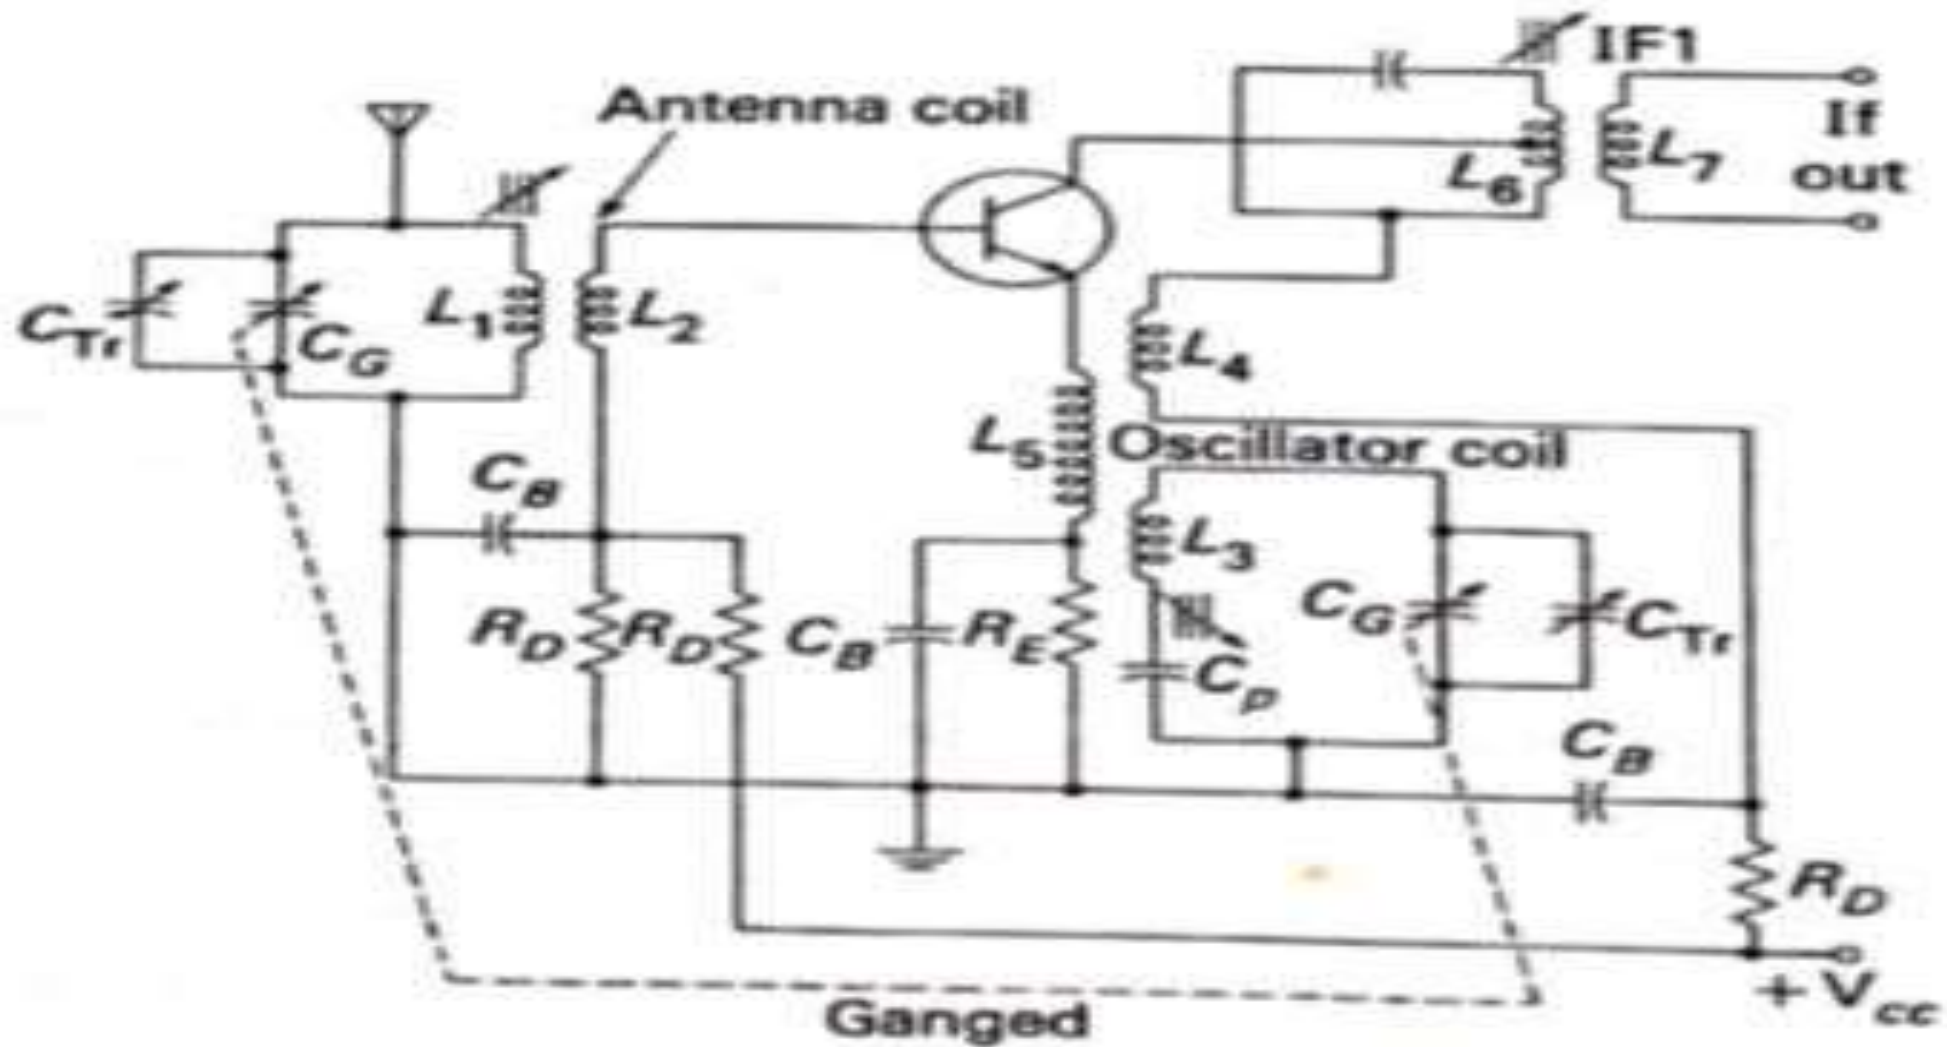 IF1
Antenna coil
If
out
L6
L7
CTr
CG
L1
L2
L4
L5
Oscillator coil
CB
L3
RD
RD
CB
RE
CG
CTr
Cp
CB
RD
+Vcc
Ganged